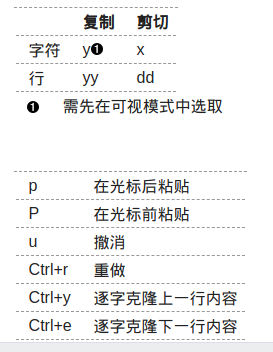 复制 剪切
字符 y❶ x
行 yy dd
❶ 需先在可视模式中选取
p 在光标后粘贴
P 在光标前粘贴
u 撤消
Ctrl+r 重做
Ctrl+y 逐字克隆上一行内容
Ctrl+e 逐字克隆下一行内容